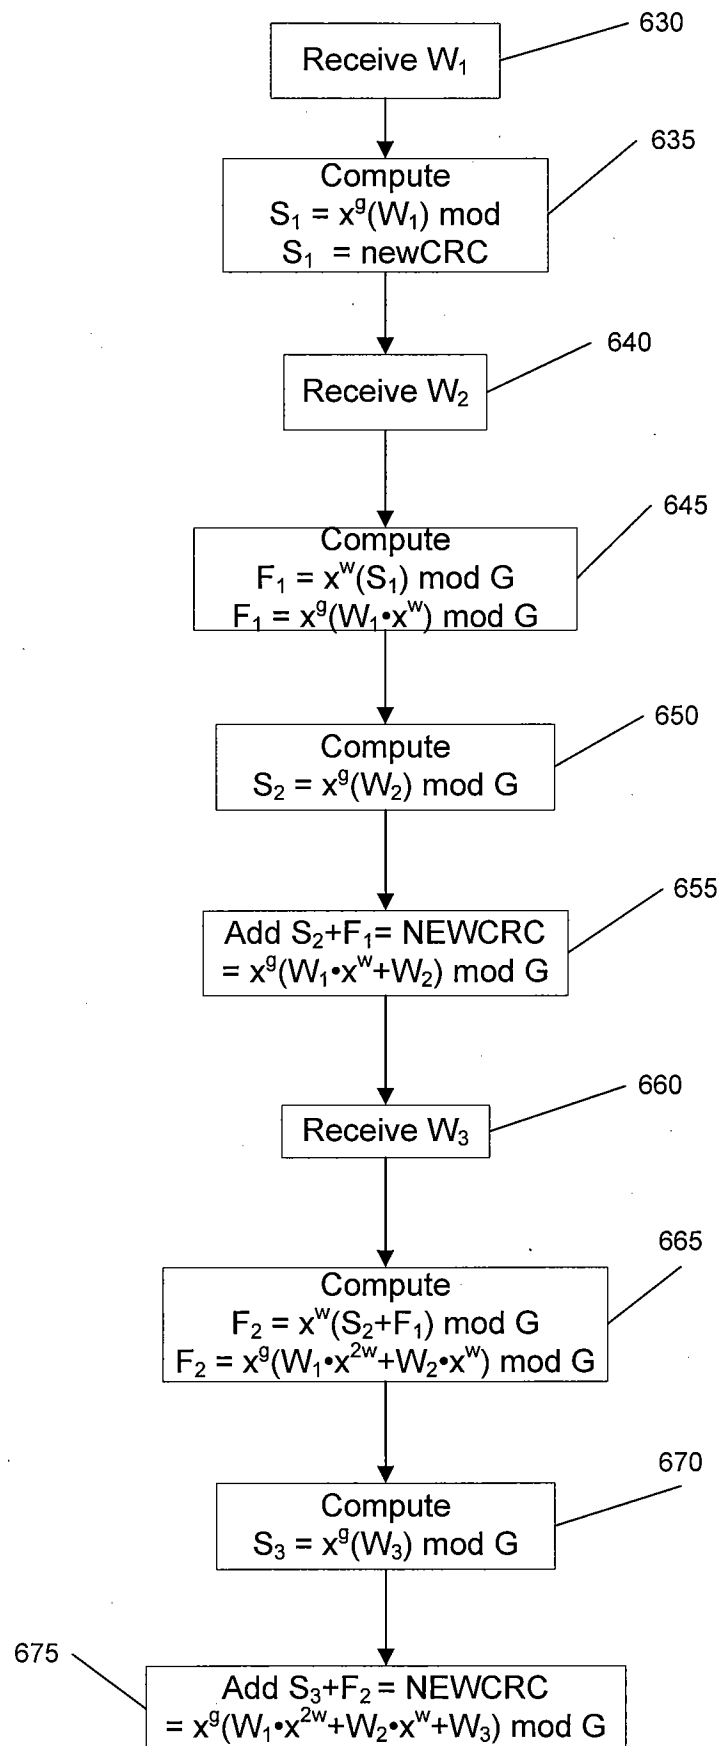 630
Receive W₁
635
Compute
S₁ = xᵍ(W₁) mod
S₁ = newCRC
640
Receive W₂
645
Compute
F₁ = xʷ(S₁) mod G
F₁ = xᵍ(W₁•xʷ) mod G
650
Compute
S₂ = xᵍ(W₂) mod G
655
Add S₂+F₁= NEWCRC
= xᵍ(W₁•xʷ+W₂) mod G
660
Receive W₃
665
Compute
F₂ = xʷ(S₂+F₁) mod G
F₂ = xᵍ(W₁•x²ʷ+W₂•xʷ) mod G
670
Compute
S₃ = xᵍ(W₃) mod G
675
Add S₃+F₂ = NEWCRC
= xᵍ(W₁•x²ʷ+W₂•xʷ+W₃) mod G